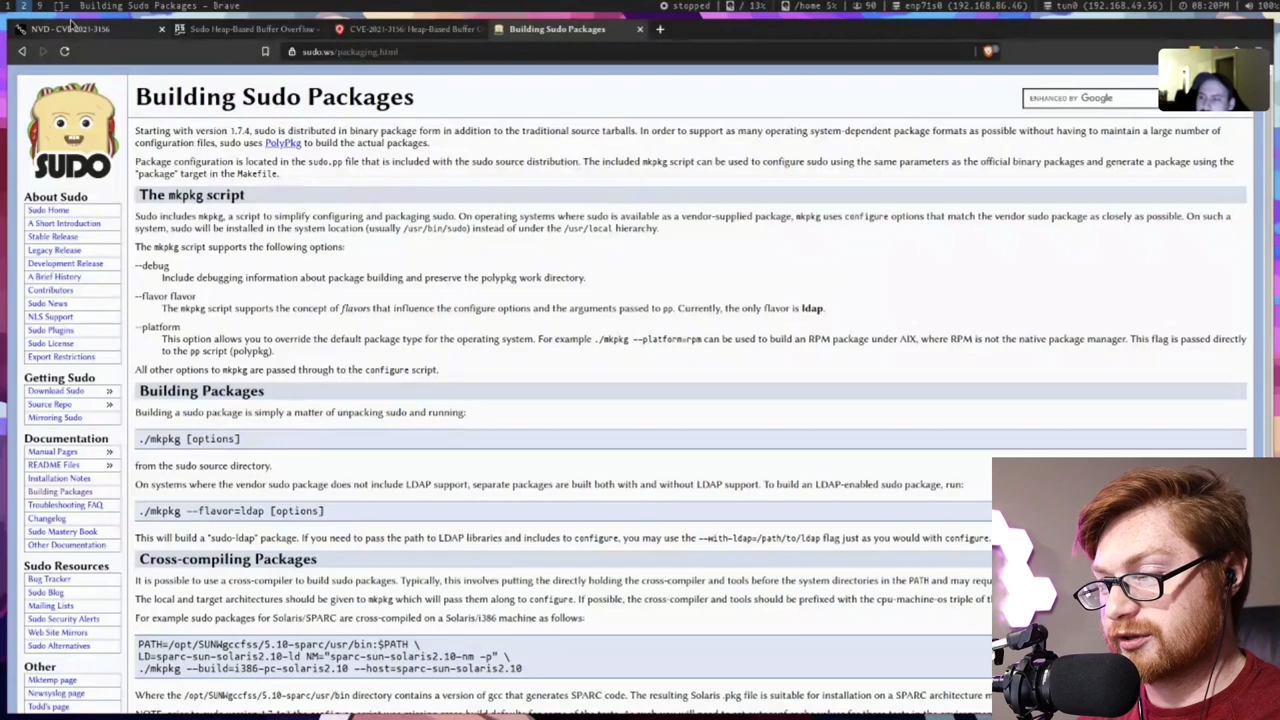 1 2 9 []= Building Sudo Packages - Brave
stopped / 13% /home 5% 90 enp71s0 (192.168.86.46) tun0 (192.168.49.56) 08:20PM 100%
NVD - CVE-2021-3156
Sudo Heap-Based Buffer Overflow -
CVE-2021-3156: Heap-Based Buffer O
Building Sudo Packages
sudo.ws/packaging.html
SUDO
Building Sudo Packages
ENHANCED BY Google
Starting with version 1.7.4, sudo is distributed in binary package form in addition to the traditional source tarballs. In order to support as many operating system-dependent package formats as possible without having to maintain a large number of
configuration files, sudo uses PolyPkg to build the actual packages.
Package configuration is located in the sudo.pp file that is included with the sudo source distribution. The included mkpkg script can be used to configure sudo using the same parameters as the official binary packages and generate a package using the
"package" target in the Makefile.
The mkpkg script
Sudo includes mkpkg, a script to simplify configuring and packaging sudo. On operating systems where sudo is available as a vendor-supplied package, mkpkg uses configure options that match the vendor sudo package as closely as possible. On such a
system, sudo will be installed in the system location (usually /usr/bin/sudo) instead of under the /usr/local hierarchy.
The mkpkg script supports the following options:
--debug
Include debugging information about package building and preserve the polypkg work directory.
--flavor flavor
The mkpkg script supports the concept of flavors that influence the configure options and the arguments passed to pp. Currently, the only flavor is ldap.
--platform
This option allows you to override the default package type for the operating system. For example ./mkpkg --platform=rpm can be used to build an RPM package under AIX, where RPM is not the native package manager. This flag is passed directly
to the pp script (polypkg).
All other options to mkpkg are passed through to the configure script.
Building Packages
Building a sudo package is simply a matter of unpacking sudo and running:
./mkpkg [options]
from the sudo source directory.
On systems where the vendor sudo package does not include LDAP support, separate packages are built both with and without LDAP support. To build an LDAP-enabled sudo package, run:
./mkpkg --flavor=ldap [options]
This will build a "sudo-ldap" package. If you need to pass the path to LDAP libraries and includes to configure, you may use the --with-ldap=/path/to/ldap flag just as you would with configure.
Cross-compiling Packages
It is possible to use a cross-compiler to build sudo packages. Typically, this involves putting the directly holding the cross-compiler and tools before the system directories in the PATH and may requ
The local and target architectures should be given to mkpkg which will pass them along to configure. If possible, the cross-compiler and tools should be prefixed with the cpu-machine-os triple of t
For example sudo packages for Solaris/SPARC are cross-compiled on a Solaris/i386 machine as follows:
PATH=/opt/SUNWgccfss/5.10-sparc/usr/bin:$PATH \
LD=sparc-sun-solaris2.10-ld NM="sparc-sun-solaris2.10-nm -p" \
./mkpkg --build=i386-pc-solaris2.10 --host=sparc-sun-solaris2.10
Where the /opt/SUNWgccfss/5.10-sparc/usr/bin directory contains a version of gcc that generates SPARC code. The resulting Solaris .pkg file is suitable for installation on a SPARC architecture m
About Sudo
Sudo Home
A Short Introduction
Stable Release
Legacy Release
Development Release
A Brief History
Contributors
Sudo News
NLS Support
Sudo Plugins
Sudo License
Export Restrictions
Getting Sudo
Download Sudo »
Source Repo »
Mirroring Sudo
Documentation
Manual Pages »
README Files »
Installation Notes
Building Packages
Troubleshooting FAQ
Changelog
Sudo Mastery Book
Other Documentation
Sudo Resources
Bug Tracker
Sudo Blog
Mailing Lists
Sudo Security Alerts
Web Site Mirrors
Sudo Alternatives
Other
Mktemp page
Newsyslog page
Todd's page